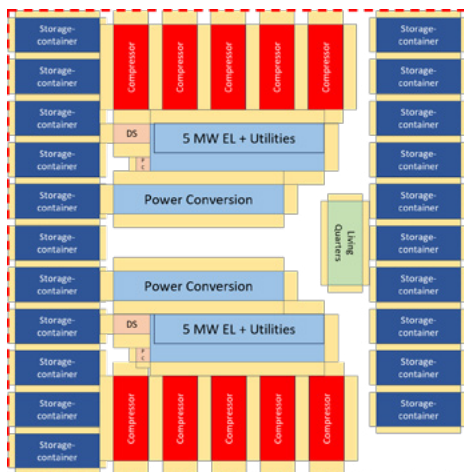 Storage-
container
Storage-
container
Storage-
container
Storage-
container
Storage-
container
Storage-
container
Storage-
container
Storage-
container
Storage-
container
Storage-
container
Storage-
container
Compressor
Compressor
Compressor
Compressor
Compressor
DS
5 MW EL + Utilities
P
C
Power Conversion
Living
Quarters
Power Conversion
DS
5 MW EL + Utilities
P
C
Compressor
Compressor
Compressor
Compressor
Compressor
Storage-
container
Storage-
container
Storage-
container
Storage-
container
Storage-
container
Storage-
container
Storage-
container
Storage-
container
Storage-
container
Storage-
container